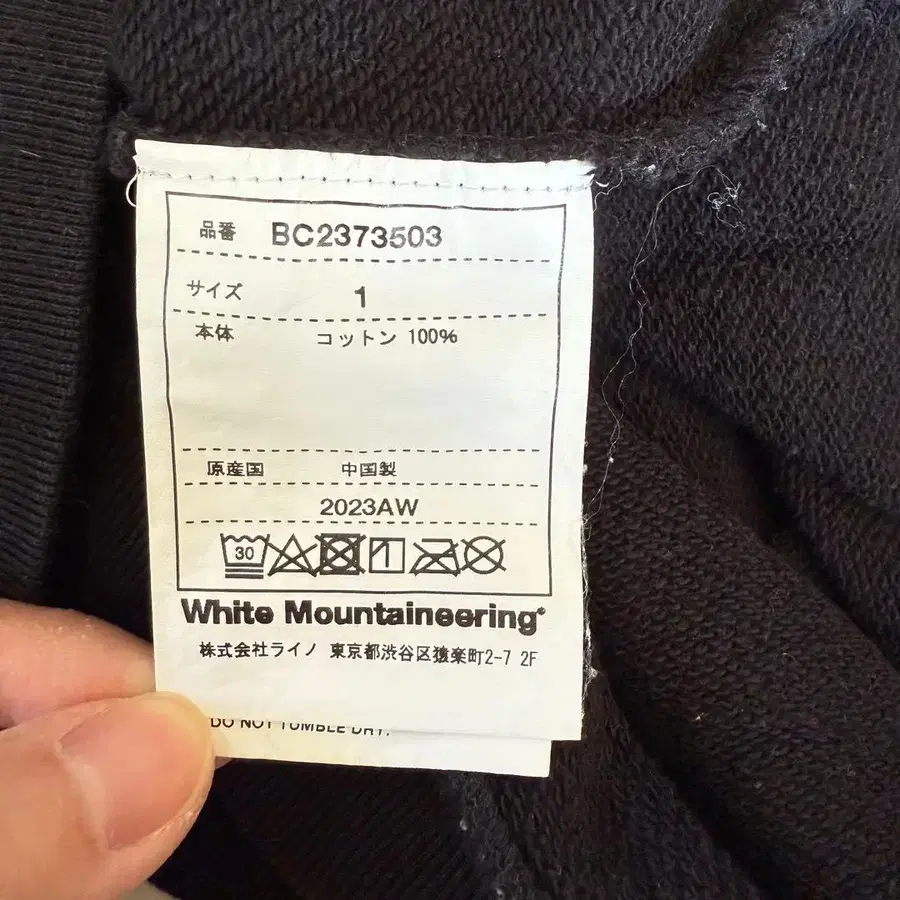 品番 BC2373503
サイズ 1
本体 コットン 100%
原産国 中国製
2023AW
30
White Mountaineering®
株式会社ライノ 東京都渋谷区猿楽町2-7 2F
DO NOT TUMBLE DRY.